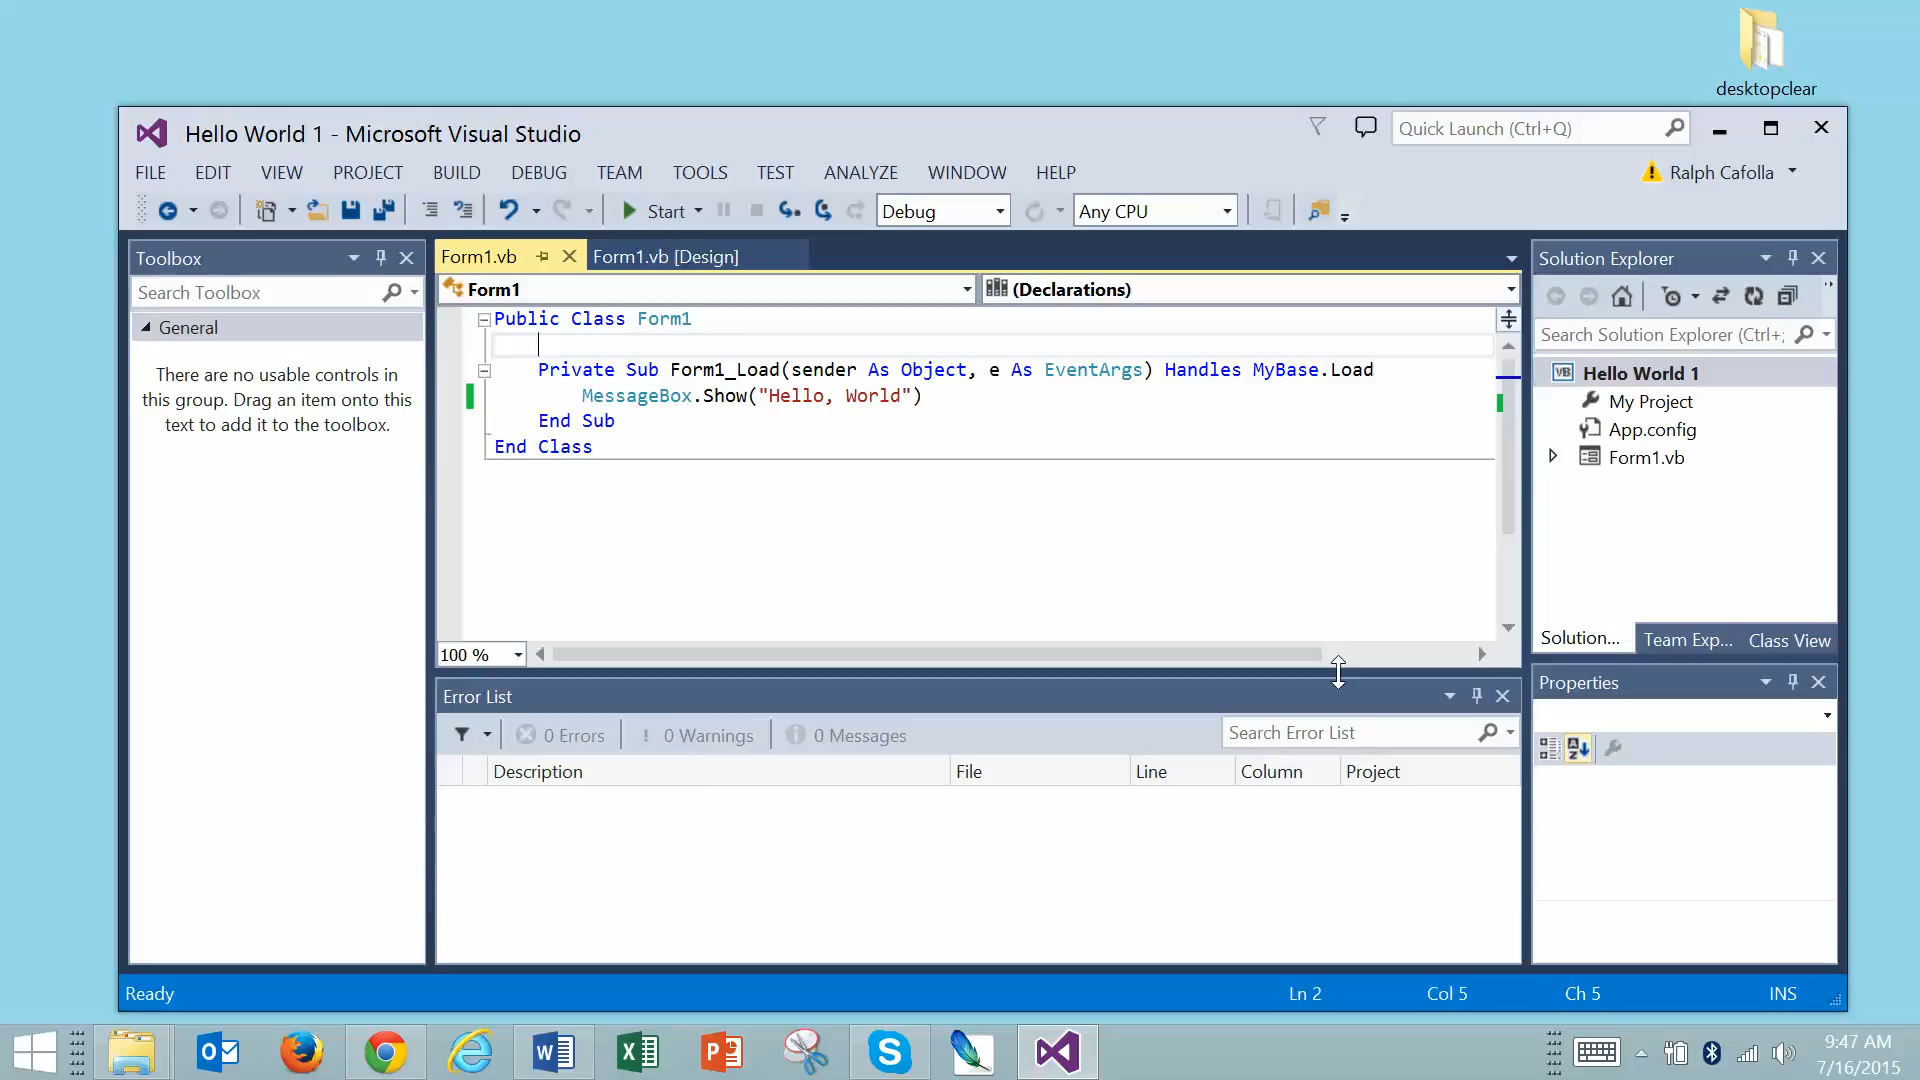 desktopclear
Hello World 1 - Microsoft Visual Studio
Quick Launch (Ctrl+Q)
FILE EDIT VIEW PROJECT BUILD DEBUG TEAM TOOLS TEST ANALYZE WINDOW HELP
Ralph Cafolla
Start
Debug
Any CPU
Toolbox
Search Toolbox
General
There are no usable controls in
this group. Drag an item onto this
text to add it to the toolbox.
Form1.vb
Form1.vb [Design]
Form1
(Declarations)
Public Class Form1
Private Sub Form1_Load(sender As Object, e As EventArgs) Handles MyBase.Load
MessageBox.Show("Hello, World")
End Sub
End Class
100 %
Error List
0 Errors
0 Warnings
0 Messages
Search Error List
Description File Line Column Project
Solution Explorer
Search Solution Explorer (Ctrl+;
VB Hello World 1
My Project
App.config
Form1.vb
Solution...
Team Exp...
Class View
Properties
Ready
Ln 2
Col 5
Ch 5
INS
9:47 AM
7/16/2015